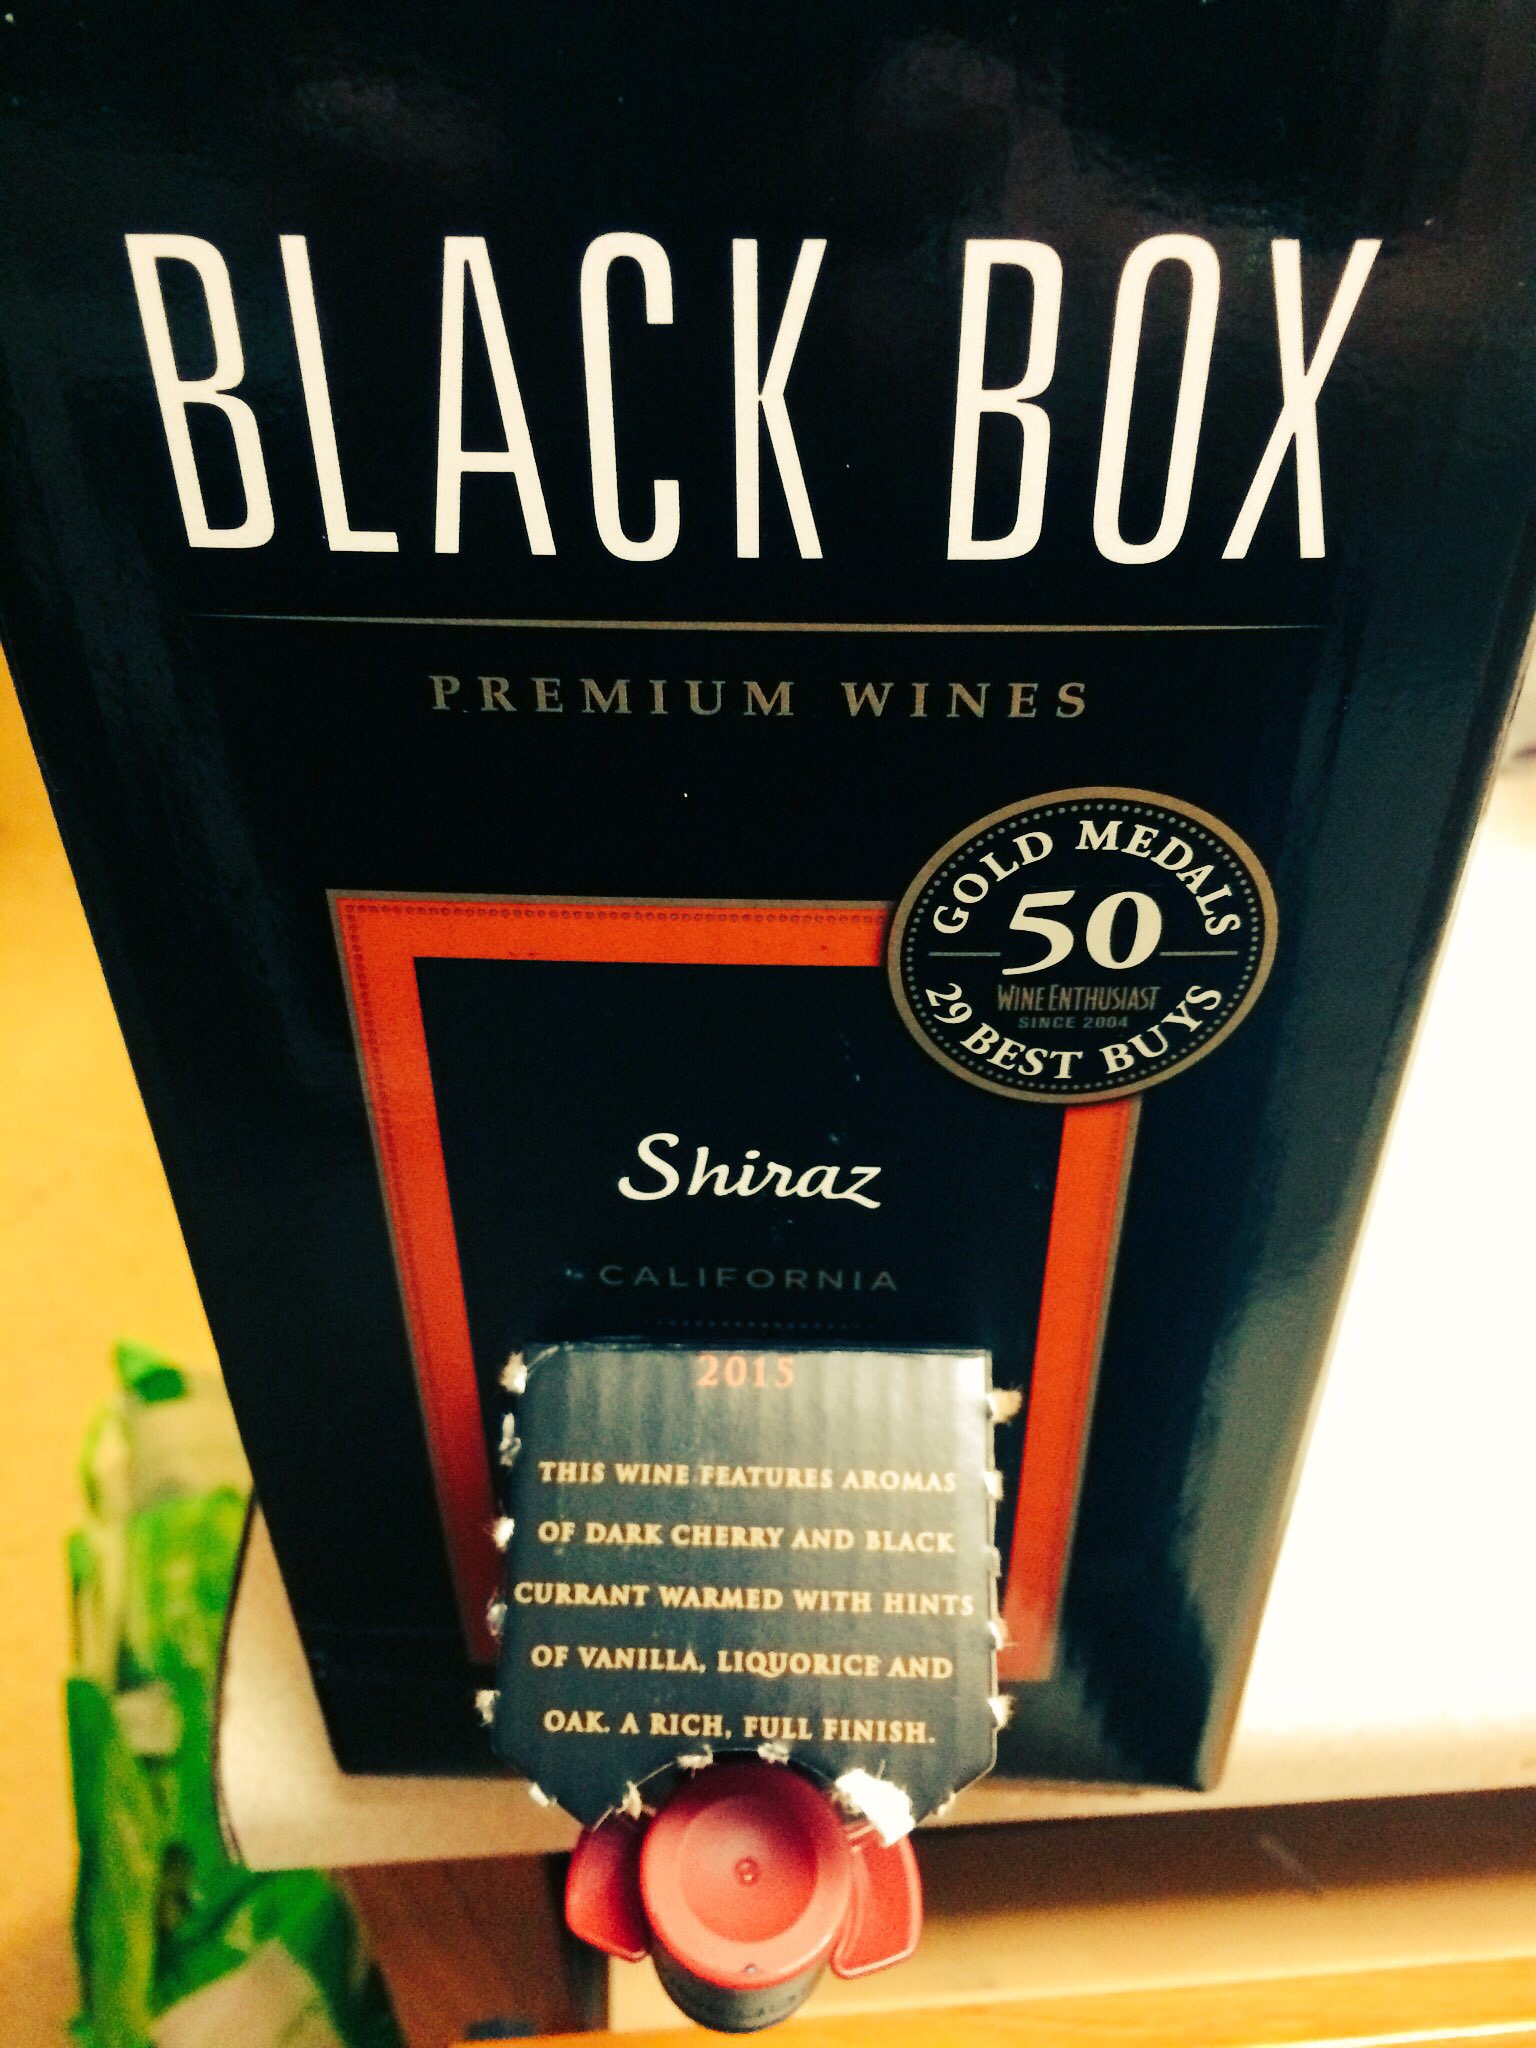 BLACK BOX
PREMIUM WINES
GOLD MEDALS
50
WINE ENTHUSIAST
SINCE 2004
29 BEST BUYS
Shiraz
CALIFORNIA
2015
THIS WINE FEATURES AROMAS
OF DARK CHERRY AND BLACK
CURRANT WARMED WITH HINTS
OF VANILLA, LIQUORICE AND
OAK. A RICH, FULL FINISH.